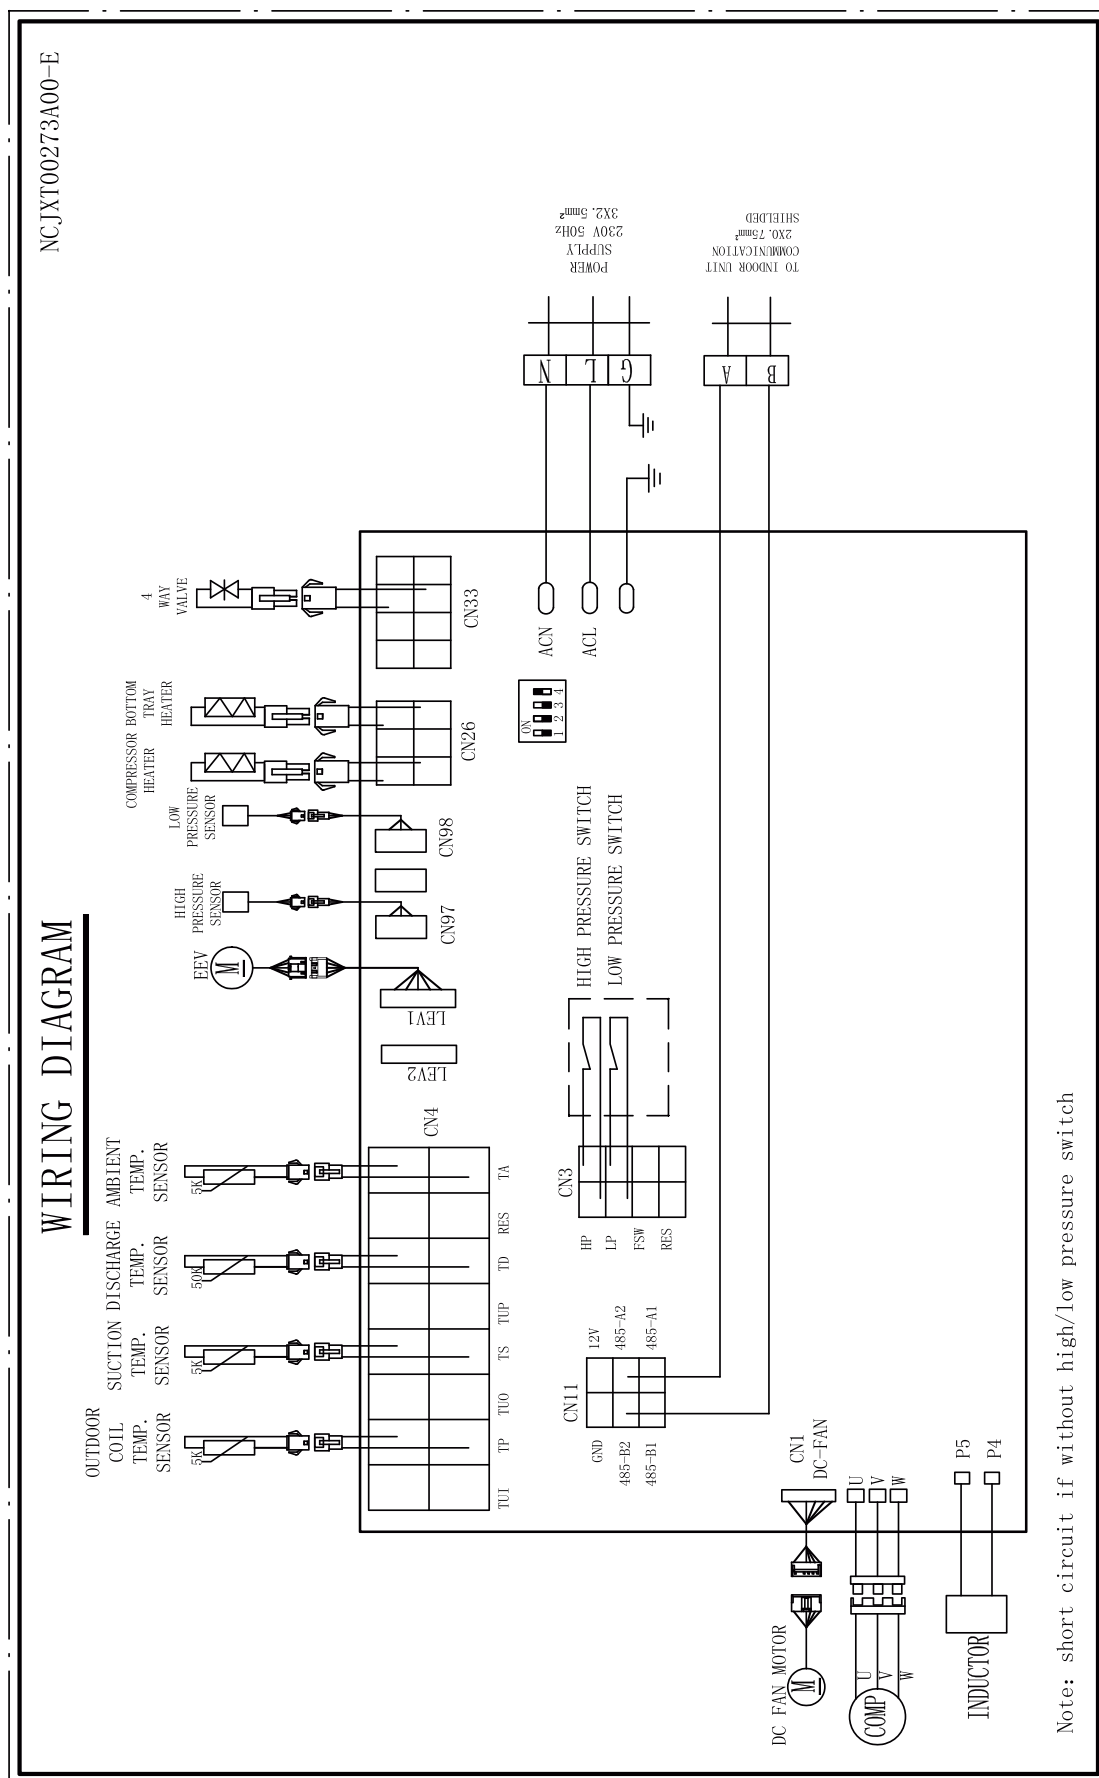 WIRING DIAGRAM
NCJXT00273A00-E
OUTDOOR
COIL
TEMP.
SENSOR
5K
SUCTION
TEMP.
SENSOR
5K
DISCHARGE
TEMP.
SENSOR
50K
AMBIENT
TEMP.
SENSOR
5K
EEV
M
HIGH
PRESSURE
SENSOR
LOW
PRESSURE
SENSOR
COMPRESSOR
HEATER
BOTTOM
TRAY
HEATER
4
WAY
VALVE
TUI
TP
TUO
TS
TUP
TD
RES
TA
CN4
LEV2
LEV1
CN97
CN98
CN26
CN33
ON
1 2 3 4
ACN
ACL
N
L
G
POWER
SUPPLY
230V 50Hz
3X2.5mm²
A
B
TO INDOOR UNIT
COMMUNICATION
2X0.75mm²
SHIELDED
HIGH PRESSURE SWITCH
LOW PRESSURE SWITCH
CN3
HP
LP
FSW
RES
CN11
12V
485-A2
485-A1
GND
485-B2
485-B1
CN1
DC-FAN
DC FAN MOTOR
M
U
V
W
COMP
U
V
W
P5
P4
INDUCTOR
Note: short circuit if without high/low pressure switch